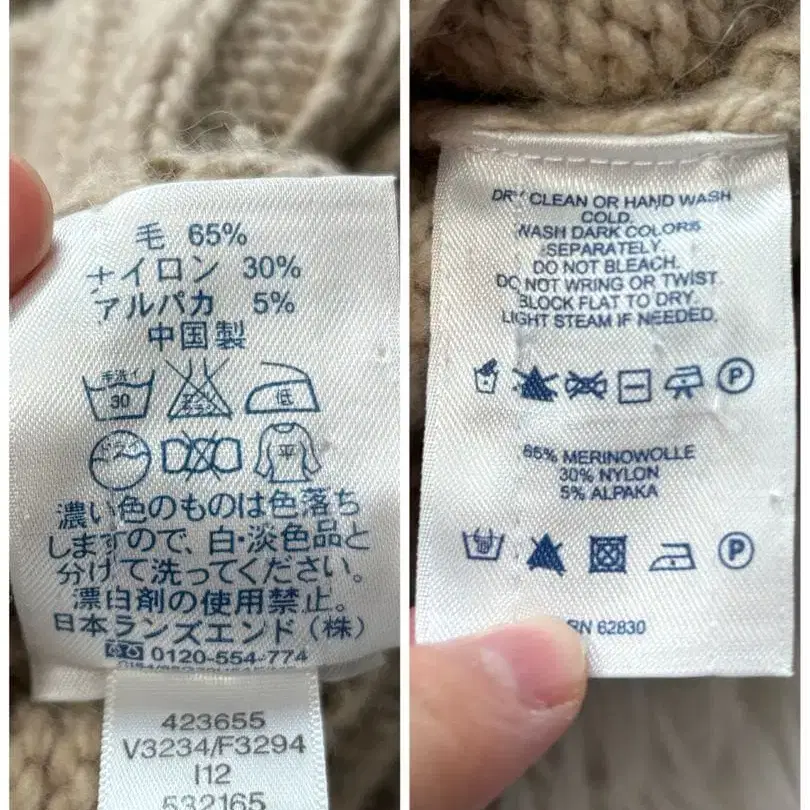 毛 65%
ナイロン 30%
アルパカ 5%
中国製
手洗イ
30
低
平
濃い色のものは色落ち
しますので、白・淡色品と
分けて洗ってください。
漂白剤の使用禁止。
日本ランズエンド（株）
0120-554-774
423655
V3234/F3294
I12
532165
DRY CLEAN OR HAND WASH
COLD.
WASH DARK COLORS
SEPARATELY.
DO NOT BLEACH.
DO NOT WRING OR TWIST.
BLOCK FLAT TO DRY.
LIGHT STEAM IF NEEDED.
P
65% MERINOWOLLE
30% NYLON
5% ALPAKA
P
RN 62830